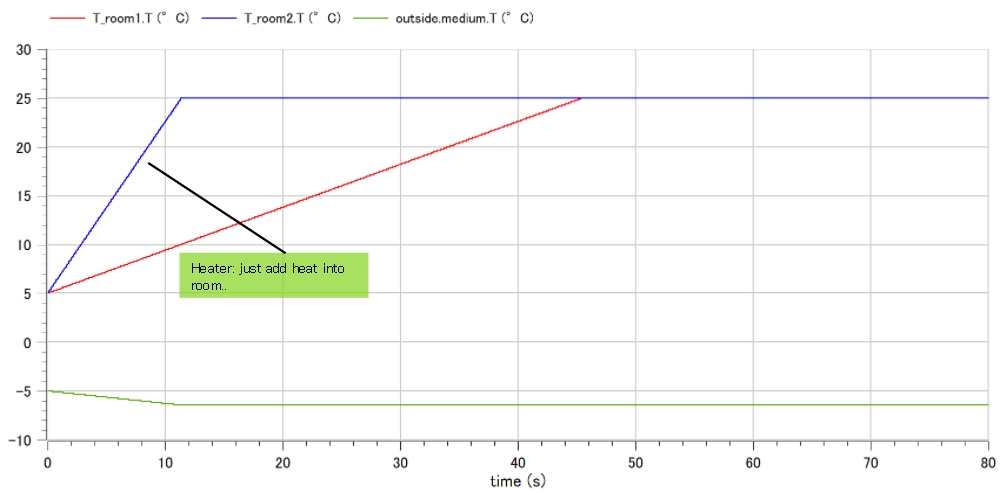 T_room1.T (°C) T_room2.T (°C) outside.medium.T (°C)
30
25
20
15
10
5
0
−5
−10
Heater: just add heat into
room..
0 10 20 30 40 50 60 70 80
time (s)